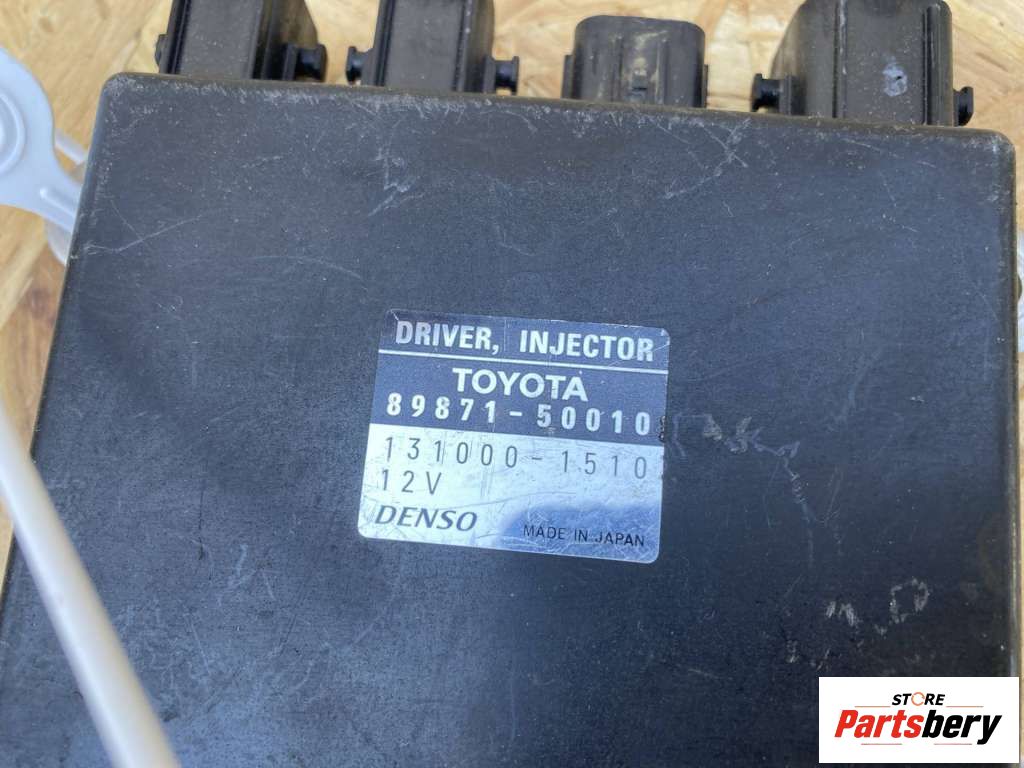 DRIVER, INJECTOR
TOYOTA
89871-50010
131000-1510
12V
DENSO
MADE IN JAPAN
STORE
Partsbery